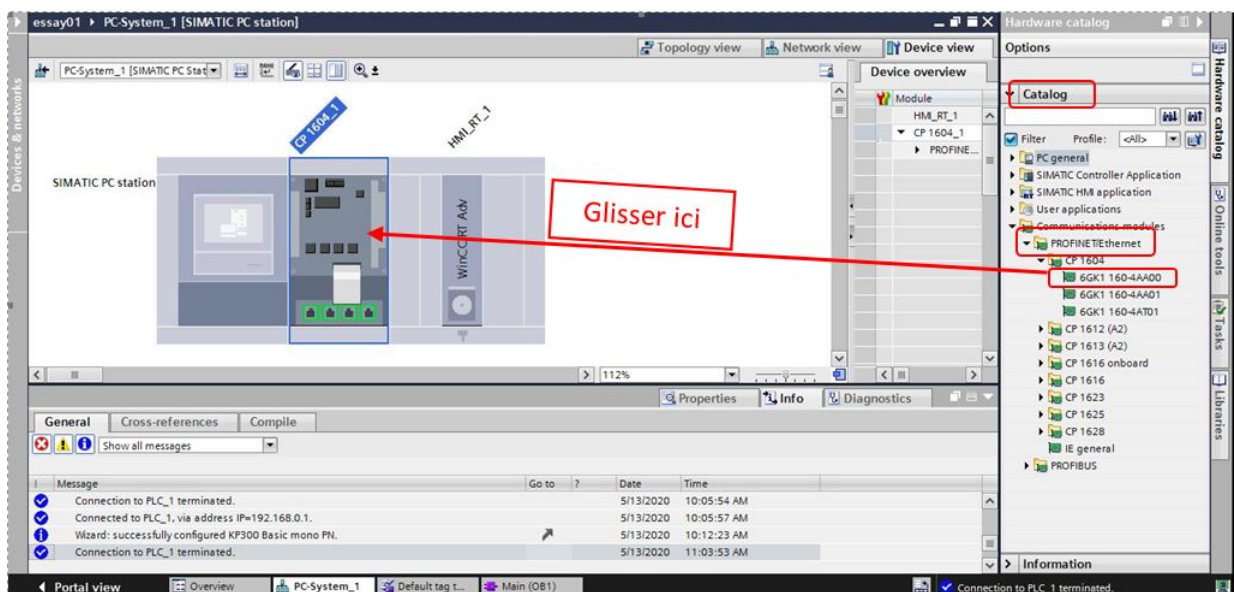 essay01 ▸ PC-System_1 [SIMATIC PC station]
Hardware catalog
Topology view
Network view
Device view
Options
PC-System_1 [SIMATIC PC Stat
Device overview
Module
HMI_RT_1
CP 1604_1
PROFINE...
CP 1604_1
HMI_RT_1
SIMATIC PC station
WinCC RT Adv
Glisser ici
112%
Catalog
Filter Profile: <All>
PC general
SIMATIC Controller Application
SIMATIC HMI application
User applications
Communications modules
PROFINET/Ethernet
CP 1604
6GK1 160-4AA00
6GK1 160-4AA01
6GK1 160-4AT01
CP 1612 (A2)
CP 1613 (A2)
CP 1616 onboard
CP 1616
CP 1623
CP 1625
CP 1628
IE general
PROFIBUS
Information
Devices & networks
Hardware catalog
Online tools
Tasks
Libraries
Properties
Info
Diagnostics
General
Cross-references
Compile
Show all messages
! Message Go to ? Date Time
Connection to PLC_1 terminated. 5/13/2020 10:05:54 AM
Connected to PLC_1, via address IP=192.168.0.1. 5/13/2020 10:05:57 AM
Wizard: successfully configured KP300 Basic mono PN. 5/13/2020 10:12:23 AM
Connection to PLC_1 terminated. 5/13/2020 11:03:53 AM
Portal view
Overview
PC-System_1
Default tag t...
Main (OB1)
Connection to PLC_1 terminated.